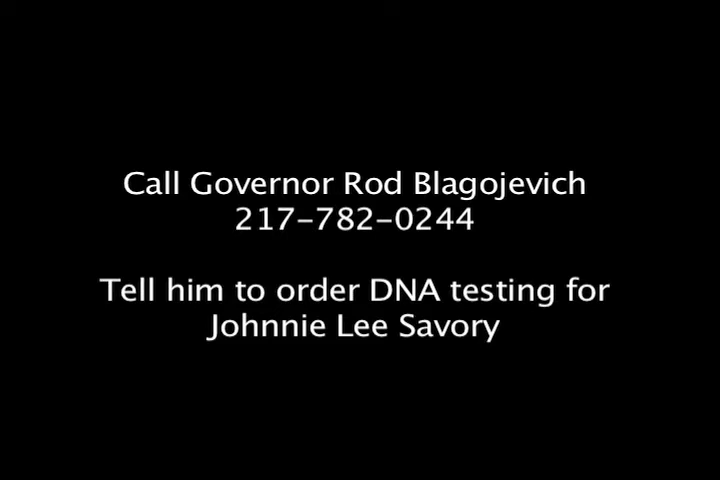 Call Governor Rod Blagojevich
217-782-0244
Tell him to order DNA testing for
Johnnie Lee Savory